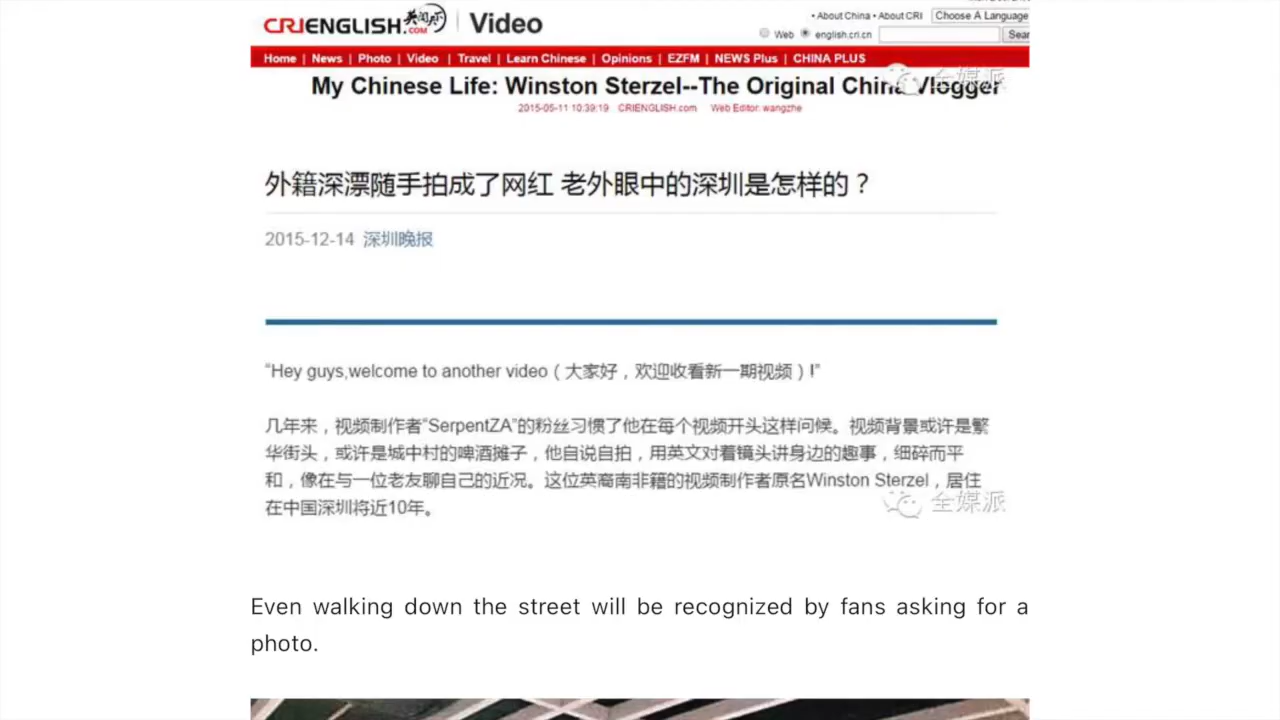 CRIENGLISH.COM 英闻天下 Video
• About China • About CRI Choose A Language
Web english.cri.cn Sear
Home | News | Photo | Video | Travel | Learn Chinese | Opinions | EZFM | NEWS Plus | CHINA PLUS
My Chinese Life: Winston Sterzel--The Original China Vlogger
全媒派
2015-05-11 10:39:19 CRIENGLISH.com Web Editor: wangzhe
外籍深漂随手拍成了网红 老外眼中的深圳是怎样的？
2015-12-14 深圳晚报
“Hey guys,welcome to another video（大家好，欢迎收看新一期视频）!”
几年来，视频制作者“SerpentZA”的粉丝习惯了他在每个视频开头这样问候。视频背景或许是繁
华街头，或许是城中村的啤酒摊子，他自说自拍，用英文对着镜头讲身边的趣事，细碎而平
和，像在与一位老友聊自己的近况。这位英裔南非籍的视频制作者原名Winston Sterzel，居住
在中国深圳将近10年。
全媒派
Even walking down the street will be recognized by fans asking for a
photo.